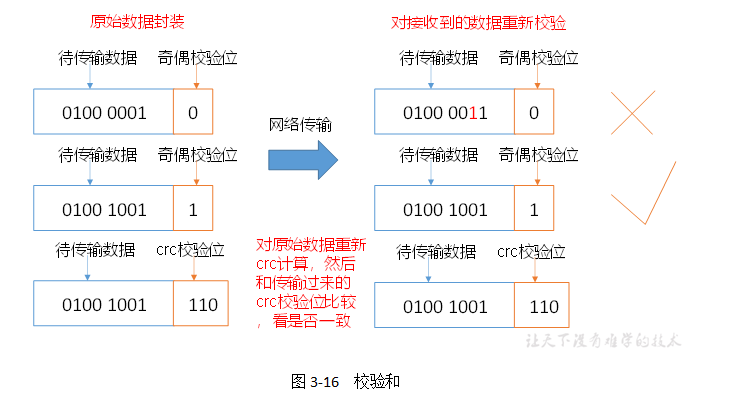 原始数据封装
对接收到的数据重新校验
待传输数据 奇偶校验位
待传输数据 奇偶校验位
0100 0001 0
0100 0011 0
网络传输
待传输数据 奇偶校验位
待传输数据 奇偶校验位
0100 1001 1
0100 1001 1
待传输数据 crc校验位
对原始数据重新
crc计算，然后
和传输过来的
crc校验位比较
，看是否一致
待传输数据 crc校验位
0100 1001 110
0100 1001 110
让天下没有难学的技术
图 3-16 校验和